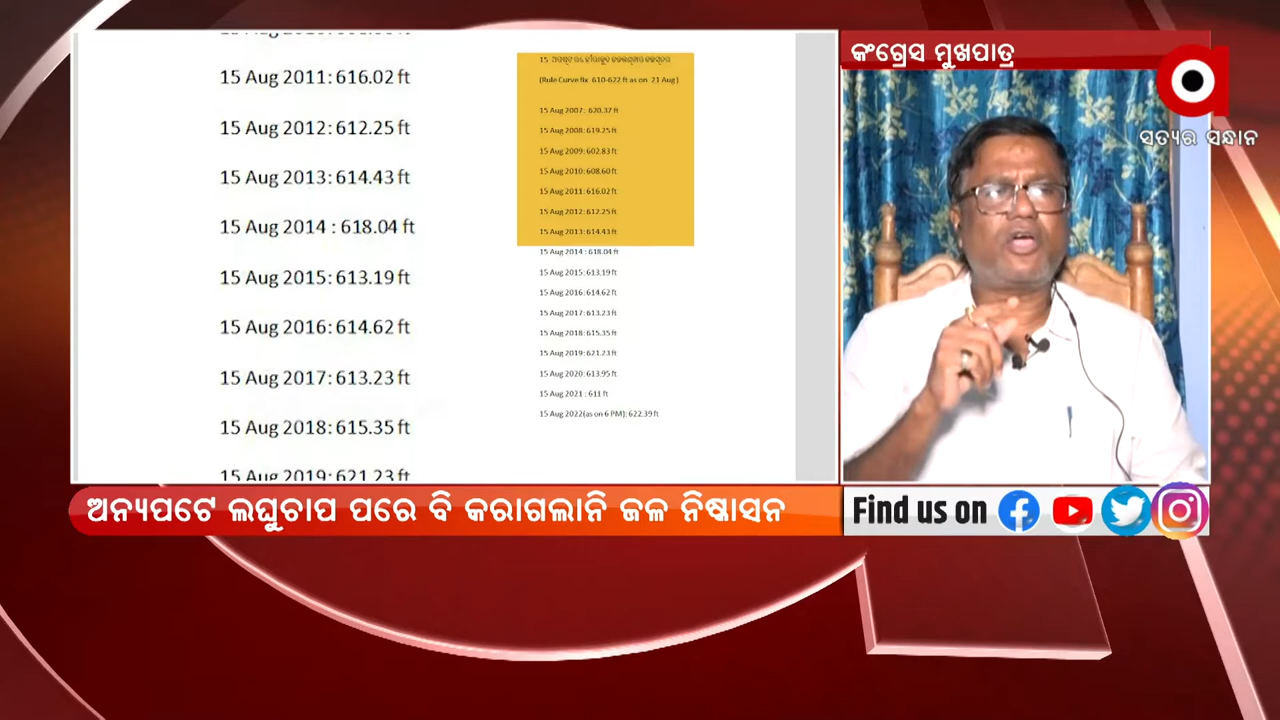 15 Aug 2011: 616.02 ft
15 Aug 2012: 612.25 ft
15 Aug 2013: 614.43 ft
15 Aug 2014 : 618.04 ft
15 Aug 2015: 613.19 ft
15 Aug 2016: 614.62 ft
15 Aug 2017: 613.23 ft
15 Aug 2018: 615.35 ft
15 Aug 2019: 621.23 ft
15
(Rule Curve fix 610-622 ft as on 21 Aug)
15 Aug 2007 : 620.37 ft
15 Aug 2008 : 619.25 ft
15 Aug 2009 : 602.83 ft
15 Aug 2010: 608.60 ft
15 Aug 2011: 616.02 ft
15 Aug 2012: 612.25 ft
15 Aug 2013: 614.43 ft
15 Aug 2014 : 618.04 ft
15 Aug 2015: 613.19 ft
15 Aug 2016: 614.62 ft
15 Aug 2017: 613.23 ft
15 Aug 2018: 615.35 ft
15 Aug 2019: 621.23 ft
15 Aug 2020: 613.95 ft
15 Aug 2021 : 611 ft
15 Aug 2022(as on 6 PM): 622.39 ft
କଂଗ୍ରେସ ମୁଖପାତ୍ର
ସତ୍ୟର ସନ୍ଧାନ
ଅନ୍ୟପଟେ ଲଘୁଚାପ ପରେ ବି କରାଗଲାନି ଜଳ ନିଷ୍କାସନ
Find us on